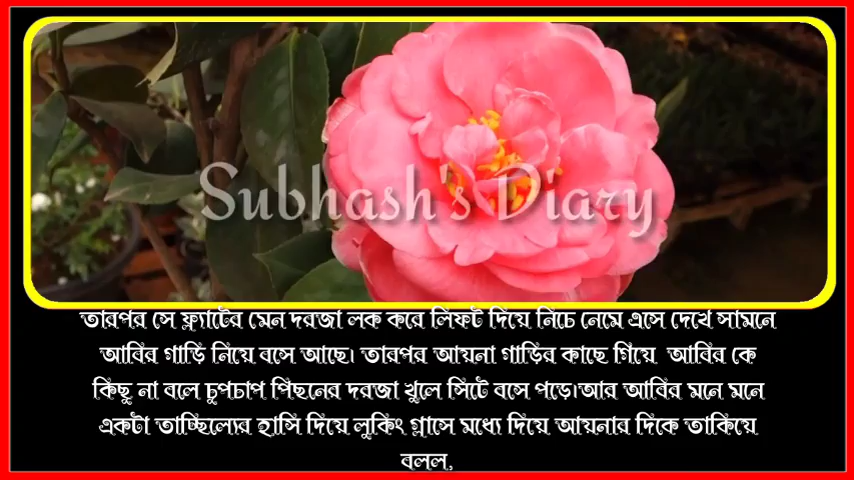 Subhash's Diary
তারপর সে ফ্ল্যাটের মেন দরজা লক করে লিফট দিয়ে নিচে নেমে এসে দেখে সামনে
আবির গাড়ি নিয়ে বসে আছে। তারপর আয়না গাড়ির কাছে গিয়ে আবির কে
কিছু না বলে চুপচাপ পিছনের দরজা খুলে সিটে বসে পড়ে।আর আবির মনে মনে
একটা তাচ্ছিল্যের হাসি দিয়ে লুকিং গ্লাসে মধ্যে দিয়ে আয়নার দিকে তাকিয়ে
বলল,